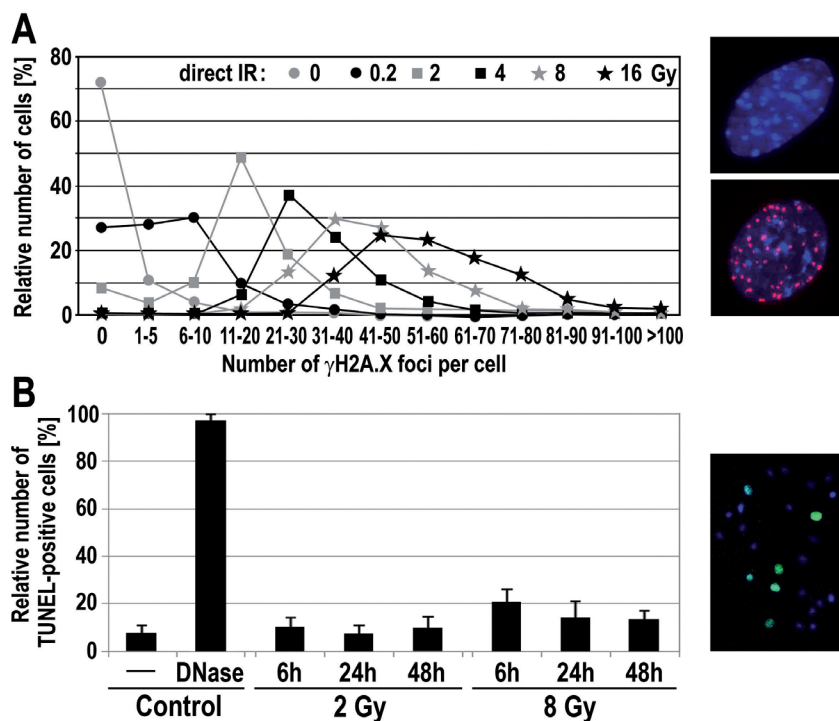 A
Relative number of cells [%]
80
60
40
20
0
direct IR: 0 0.2 2 4 8 16 Gy
0 1-5 6-10 11-20 21-30 31-40 41-50 51-60 61-70 71-80 81-90 91-100 >100
Number of γH2A.X foci per cell
B
Relative number of
TUNEL-positive cells [%]
100
80
60
40
20
0
— DNase 6h 24h 48h 6h 24h 48h
Control 2 Gy 8 Gy